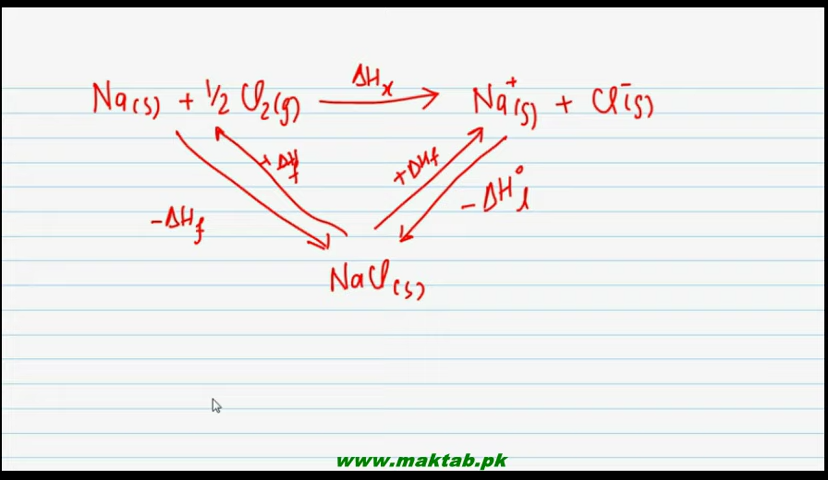 ΔHx
Na(s) + 1/2 Cl2(g) → Na+(g) + Cl-(g)
+ΔHf
+ΔHf
-ΔHf
-ΔH°l
NaCl(s)
www.maktab.pk